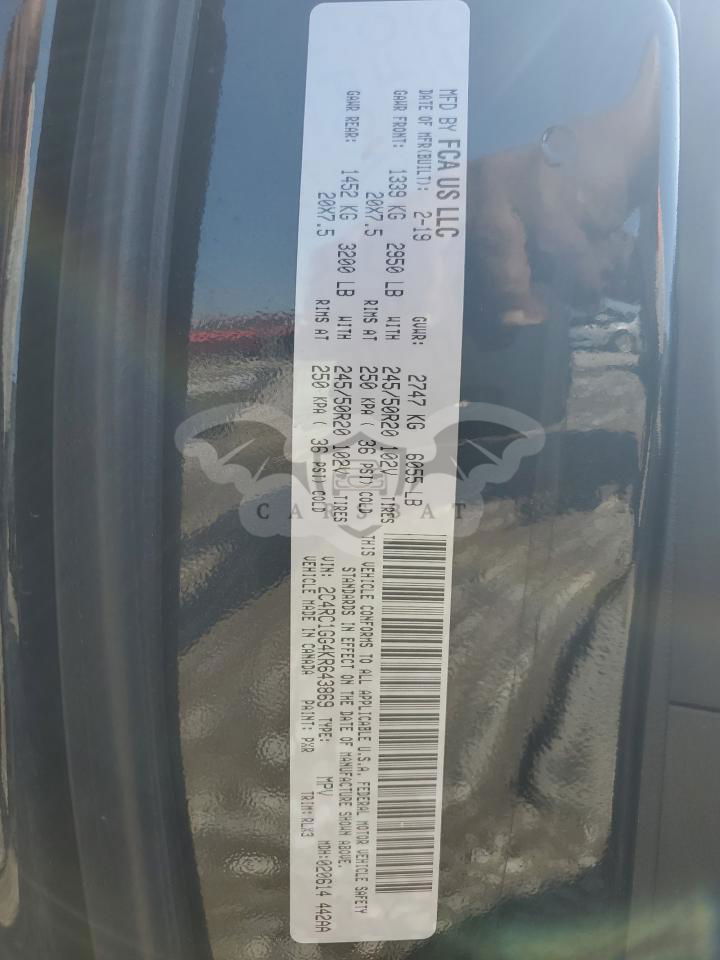 MFD BY FCA US LLC
DATE OF MFR(BUILT): 2-19 GVWR: 2747 KG 6055 LB
GAWR FRONT: 1339 KG 2950 LB WITH 245/50R20 102V TIRES
20X7.5 RIMS AT 250 KPA ( 36 PSI) COLD
GAWR REAR: 1452 KG 3200 LB WITH 245/50R20 102V TIRES
20X7.5 RIMS AT 250 KPA ( 36 PSI) COLD
THIS VEHICLE CONFORMS TO ALL APPLICABLE U.S.A. FEDERAL MOTOR VEHICLE SAFETY
STANDARDS IN EFFECT ON THE DATE OF MANUFACTURE SHOWN ABOVE.
VIN: 2C4RC1GG4KR643869 TYPE: MPV MDH:020614 442AA
VEHICLE MADE IN CANADA PAINT: PXR TRIM:RLX3
CARSBAT